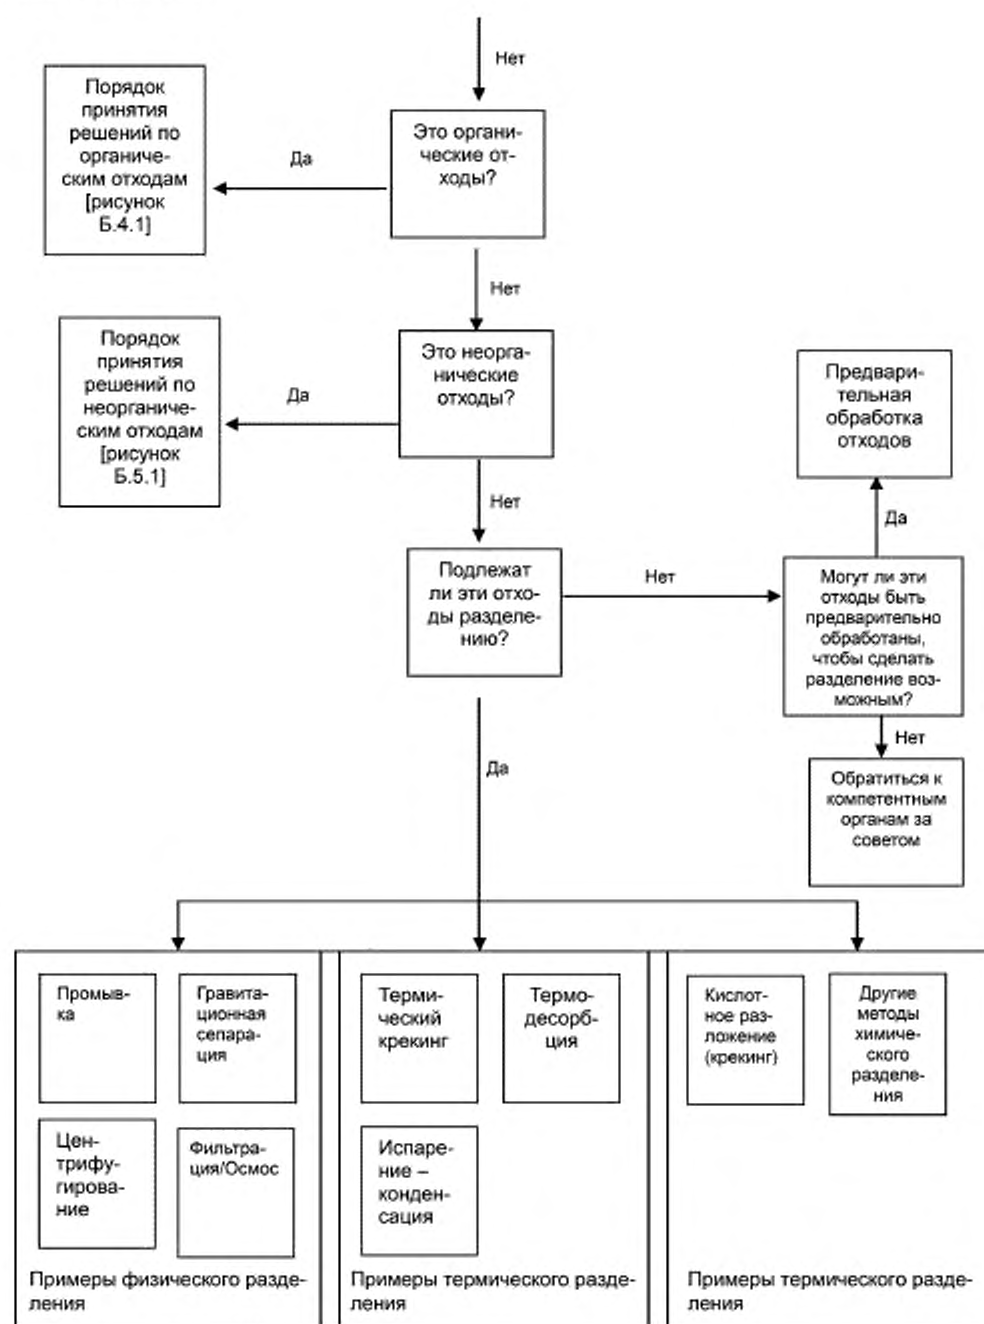 Нет
Порядок
принятия
решений по
органиче-
ским отходам
[рисунок
Б.4.1]
Да
Это органи-
ческие от-
ходы?
Нет
Порядок
принятия
решений по
неорганиче-
ским отходам
[рисунок
Б.5.1]
Да
Это неорга-
нические
отходы?
Предвари-
тельная
обработка
отходов
Нет
Да
Подлежат
ли эти отхо-
ды разделе-
нию?
Нет
Могут ли эти
отходы быть
предварительно
обработаны,
чтобы сделать
разделение воз-
можным?
Нет
Да
Обратиться к
компетентным
органам за
советом
Промыв-
ка
Гравита-
ционная
сепара-
ция
Цен-
трифу-
гирова-
ние
Фильтра-
ция/Осмос
Примеры физического разде-
ления
Терми-
ческий
крекинг
Термо-
десорб-
ция
Испаре-
ние –
конден-
сация
Примеры термического разде-
ления
Кислот-
ное раз-
ложение
(крекинг)
Другие
методы
химиче-
ского
разделе-
ния
Примеры термического разде-
ления